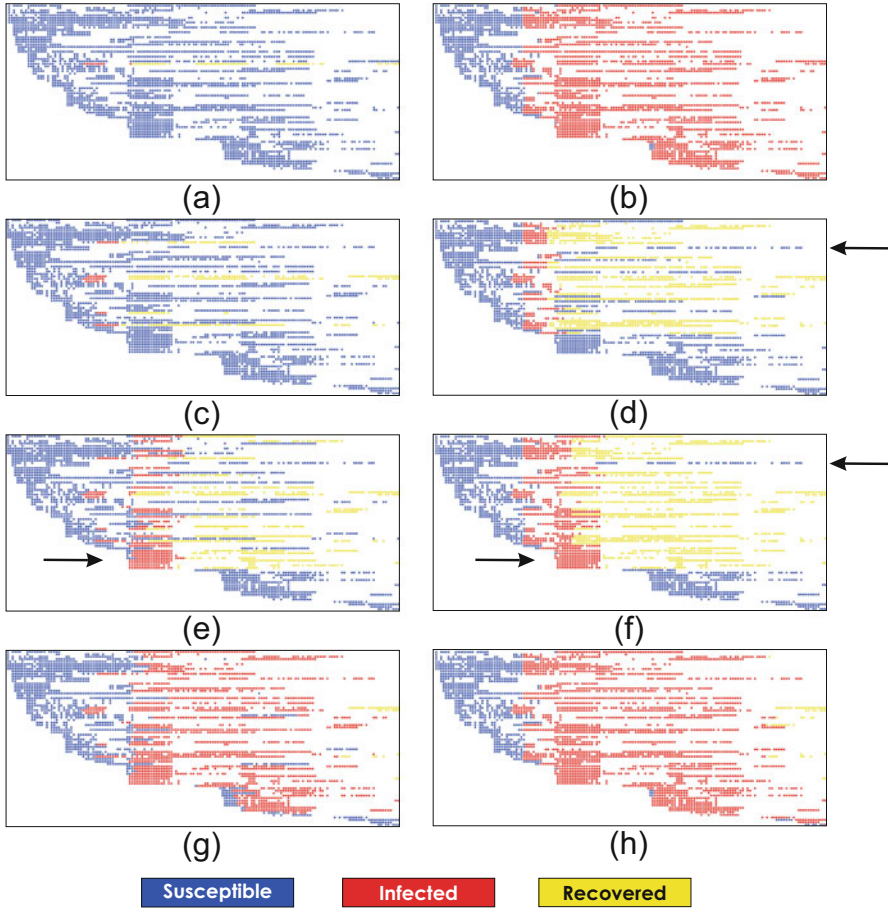 (a)
(b)
(c)
(d)
(e)
(f)
(g)
(h)
Susceptible
Infected
Recovered